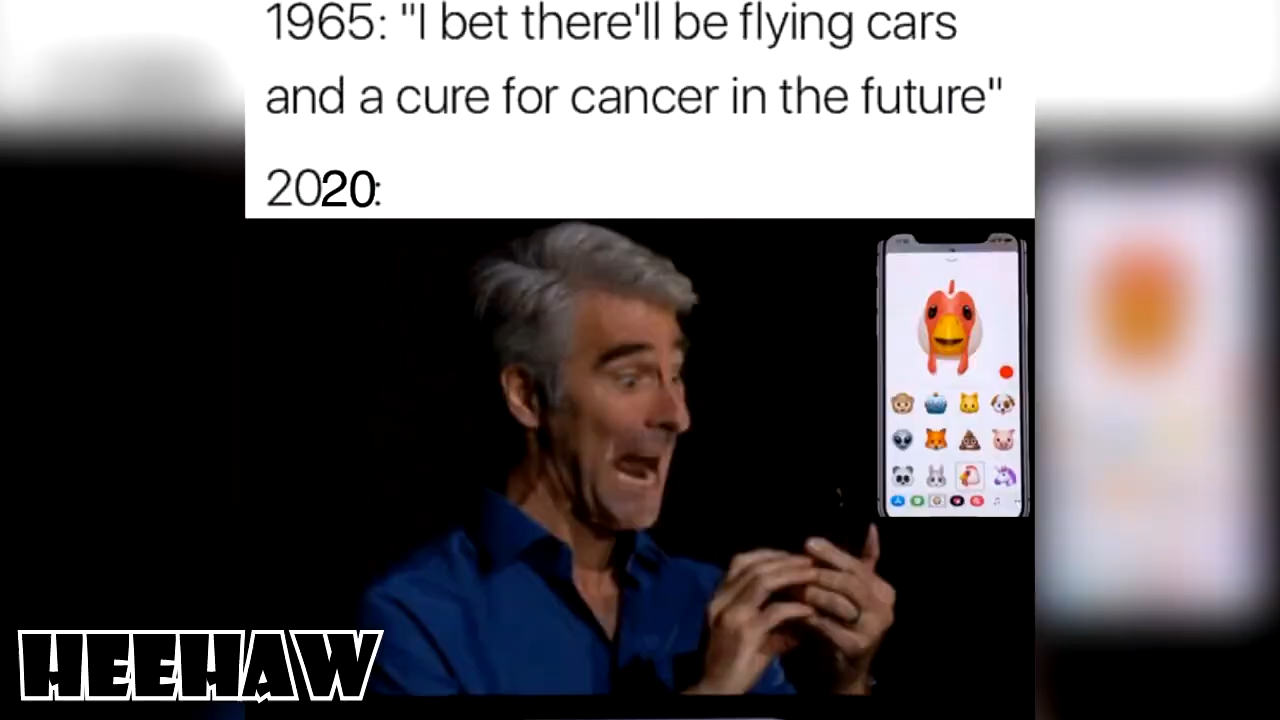 1965: "I bet there'll be flying cars
and a cure for cancer in the future"
2020:
HEEHAW